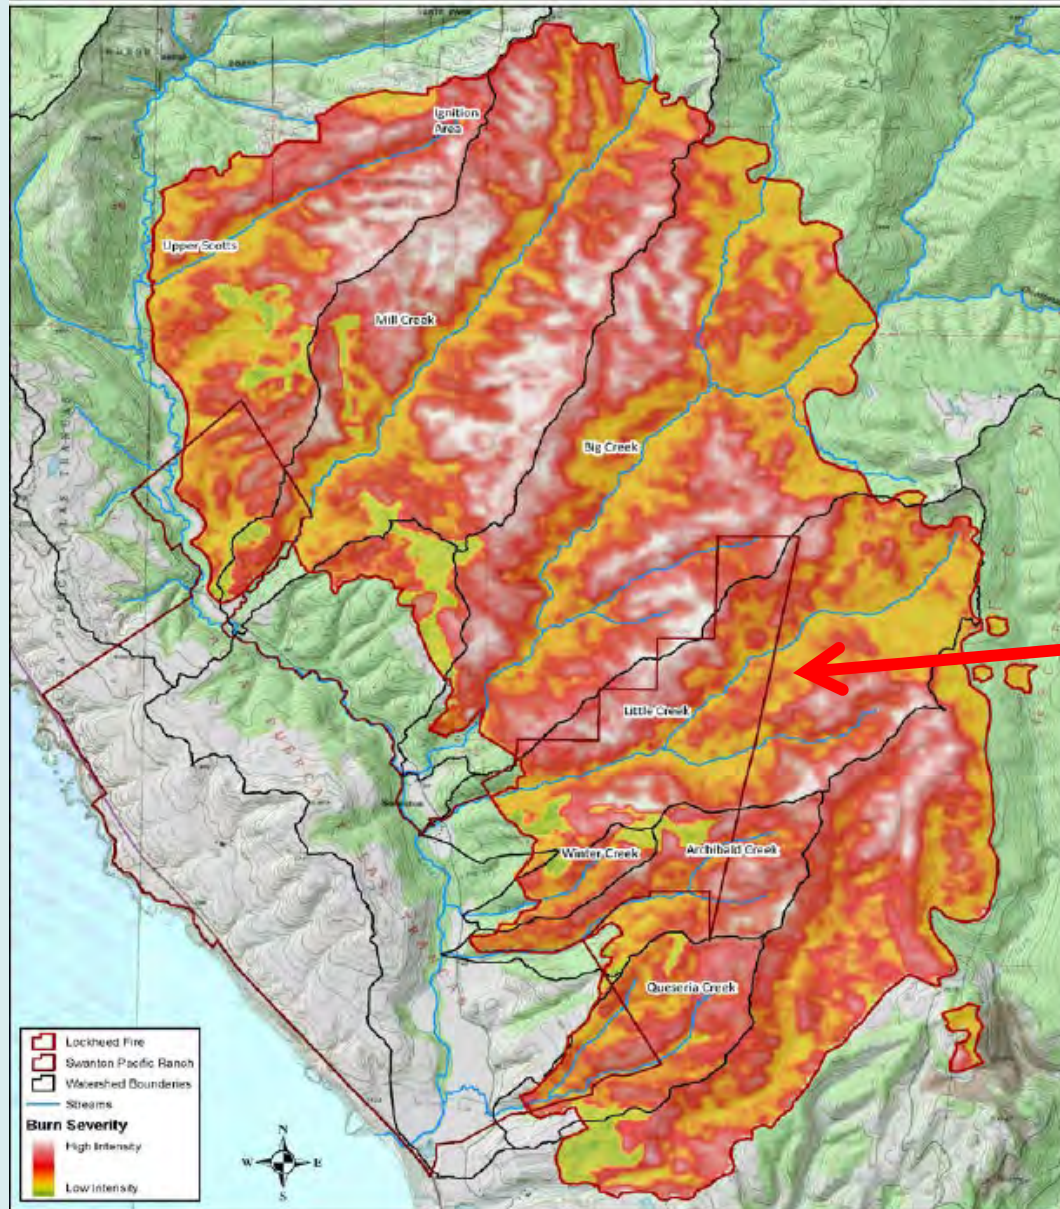 Ignition
Area
Upper Scotts
Mill Creek
Big Creek
Little Creek
Winter Creek
Archibald Creek
Queseria Creek
Swanton
Lockheed Fire
Swanton Pacific Ranch
Watershed Boundaries
Streams
Burn Severity
High Intensity
Low Intensity
N
W E
S